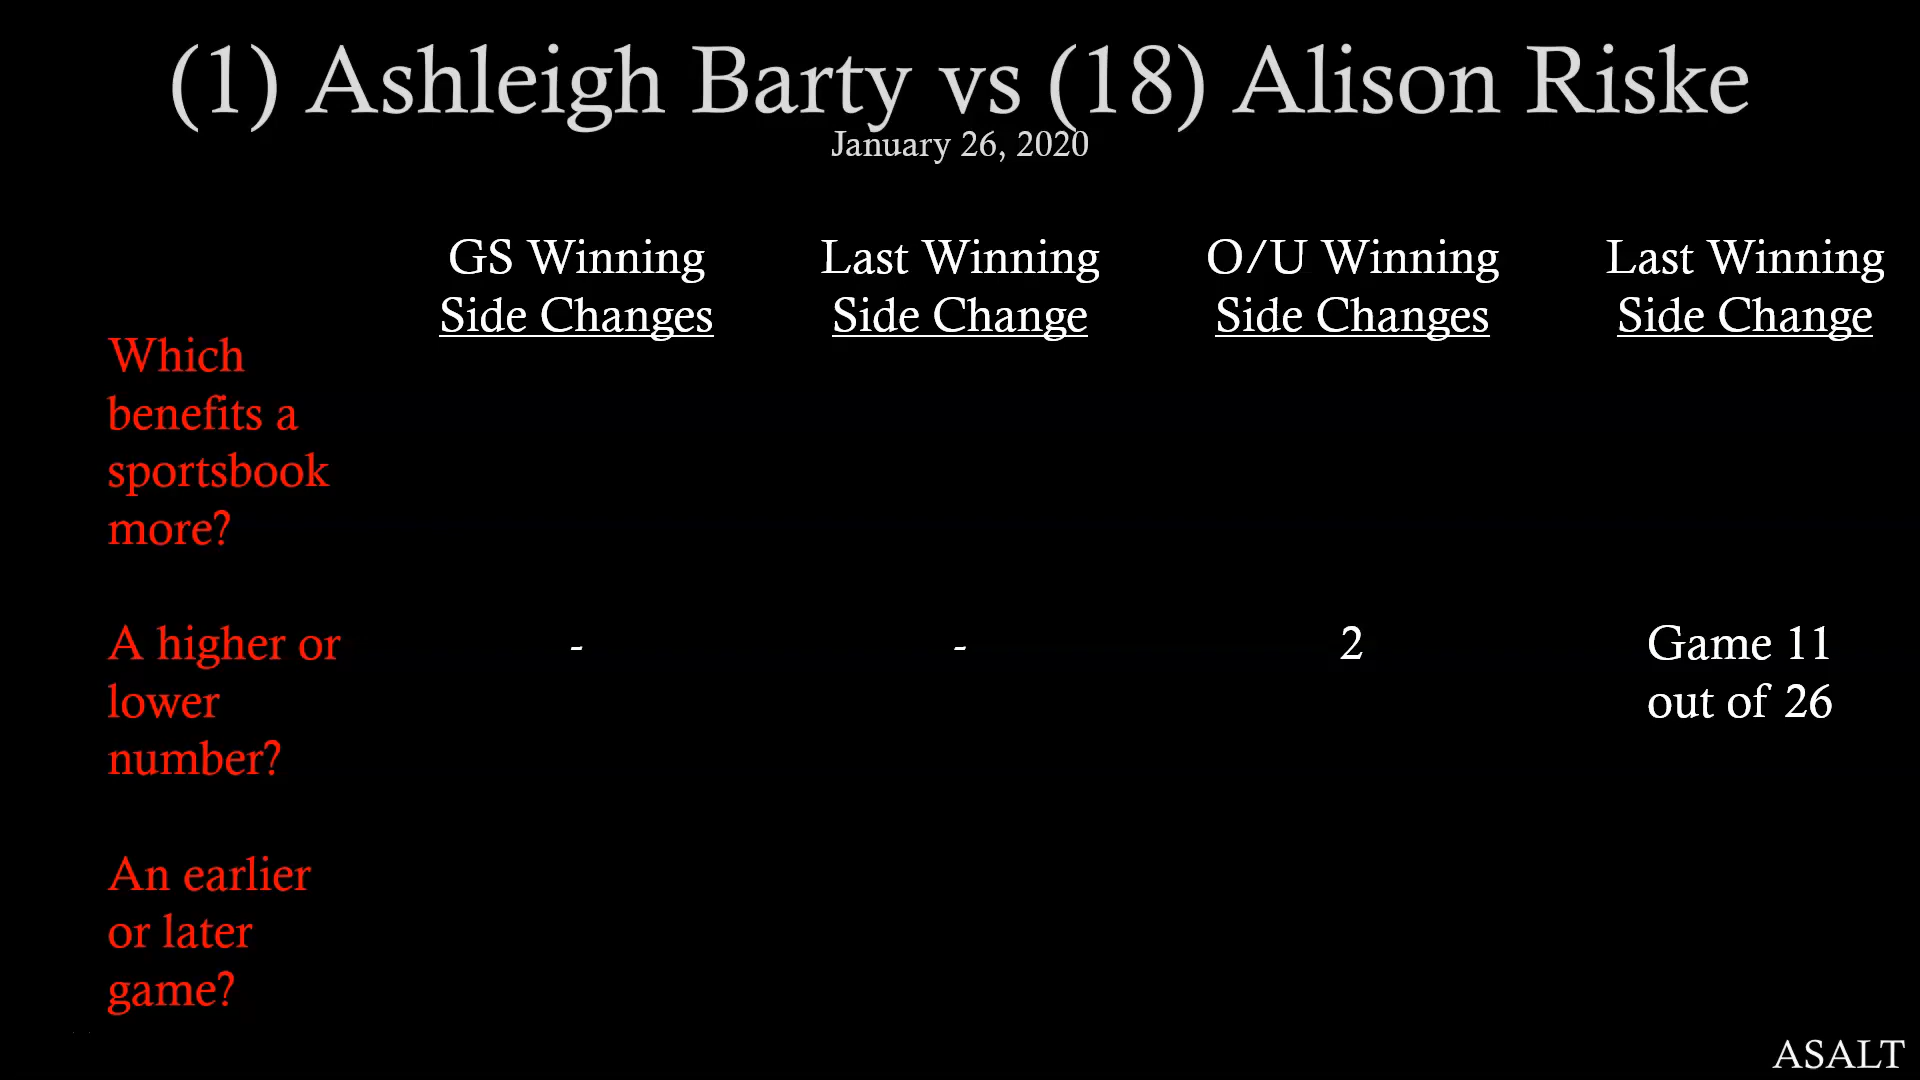 (1) Ashleigh Barty vs (18) Alison Riske
January 26, 2020
GS Winning Side Changes
Last Winning Side Change
O/U Winning Side Changes
Last Winning Side Change
Which
benefits a
sportsbook
more?
A higher or
lower
number?
-
-
2
Game 11
out of 26
An earlier
or later
game?
ASALT